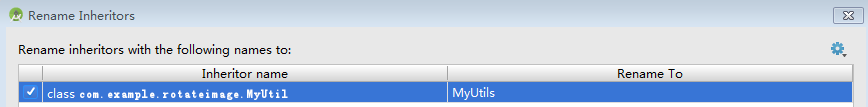 Rename Inheritors
Rename inheritors with the following names to:
Inheritor name Rename To
class com.example.rotateimage.MyUtil MyUtils